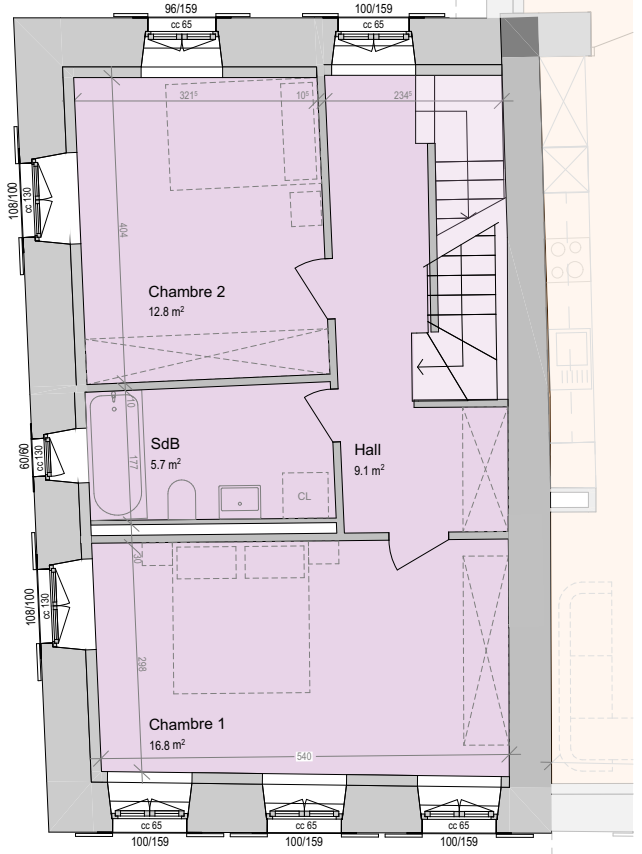 96/159
cc 65
100/159
cc 65
321⁵
10⁵
234⁵
108/100
cc 130
404
Chambre 2
12.8 m²
10
60/60
cc 130
SdB
5.7 m²
177
CL
Hall
9.1 m²
30
108/100
cc 130
298
Chambre 1
16.8 m²
540
cc 65
cc 65
cc 65
100/159
100/159
100/159